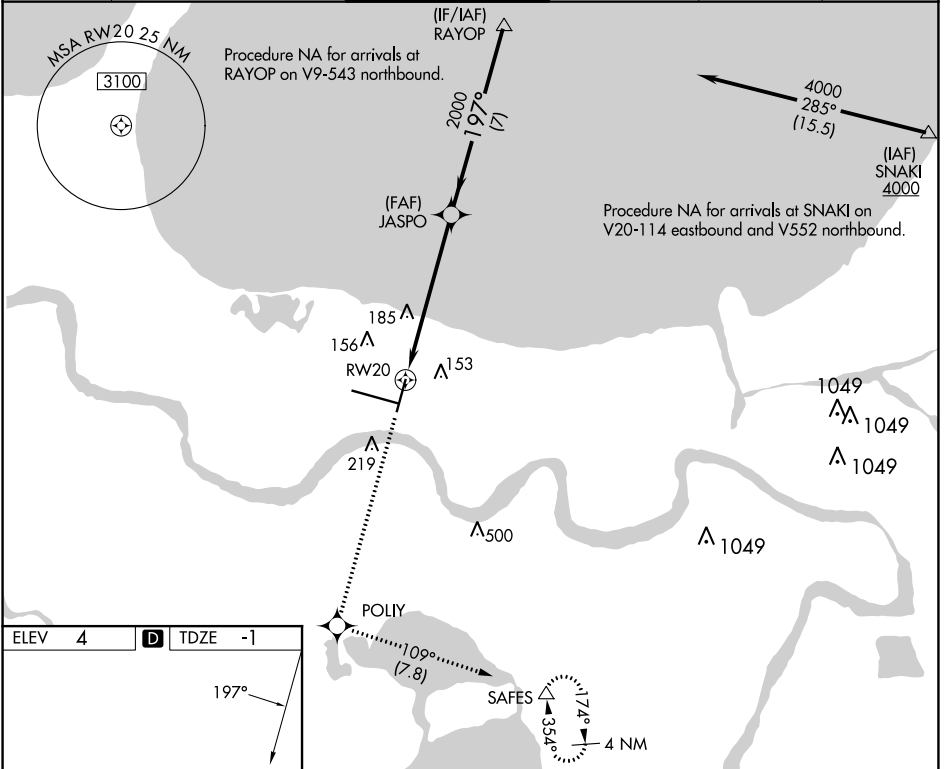 MSA RW20 25 NM
3100
Procedure NA for arrivals at
RAYOP on V9-543 northbound.
(IF/IAF)
RAYOP
2000
197°
(7)
4000
285°
(15.5)
(IAF)
SNAKI
4000
(FAF)
JASPO
Procedure NA for arrivals at SNAKI on
V20-114 eastbound and V552 northbound.
185
156
RW20
153
1049
1049
1049
219
500
1049
POLIY
109°
(7.8)
SAFES
174°
354°
4 NM
ELEV 4 D TDZE -1
197°